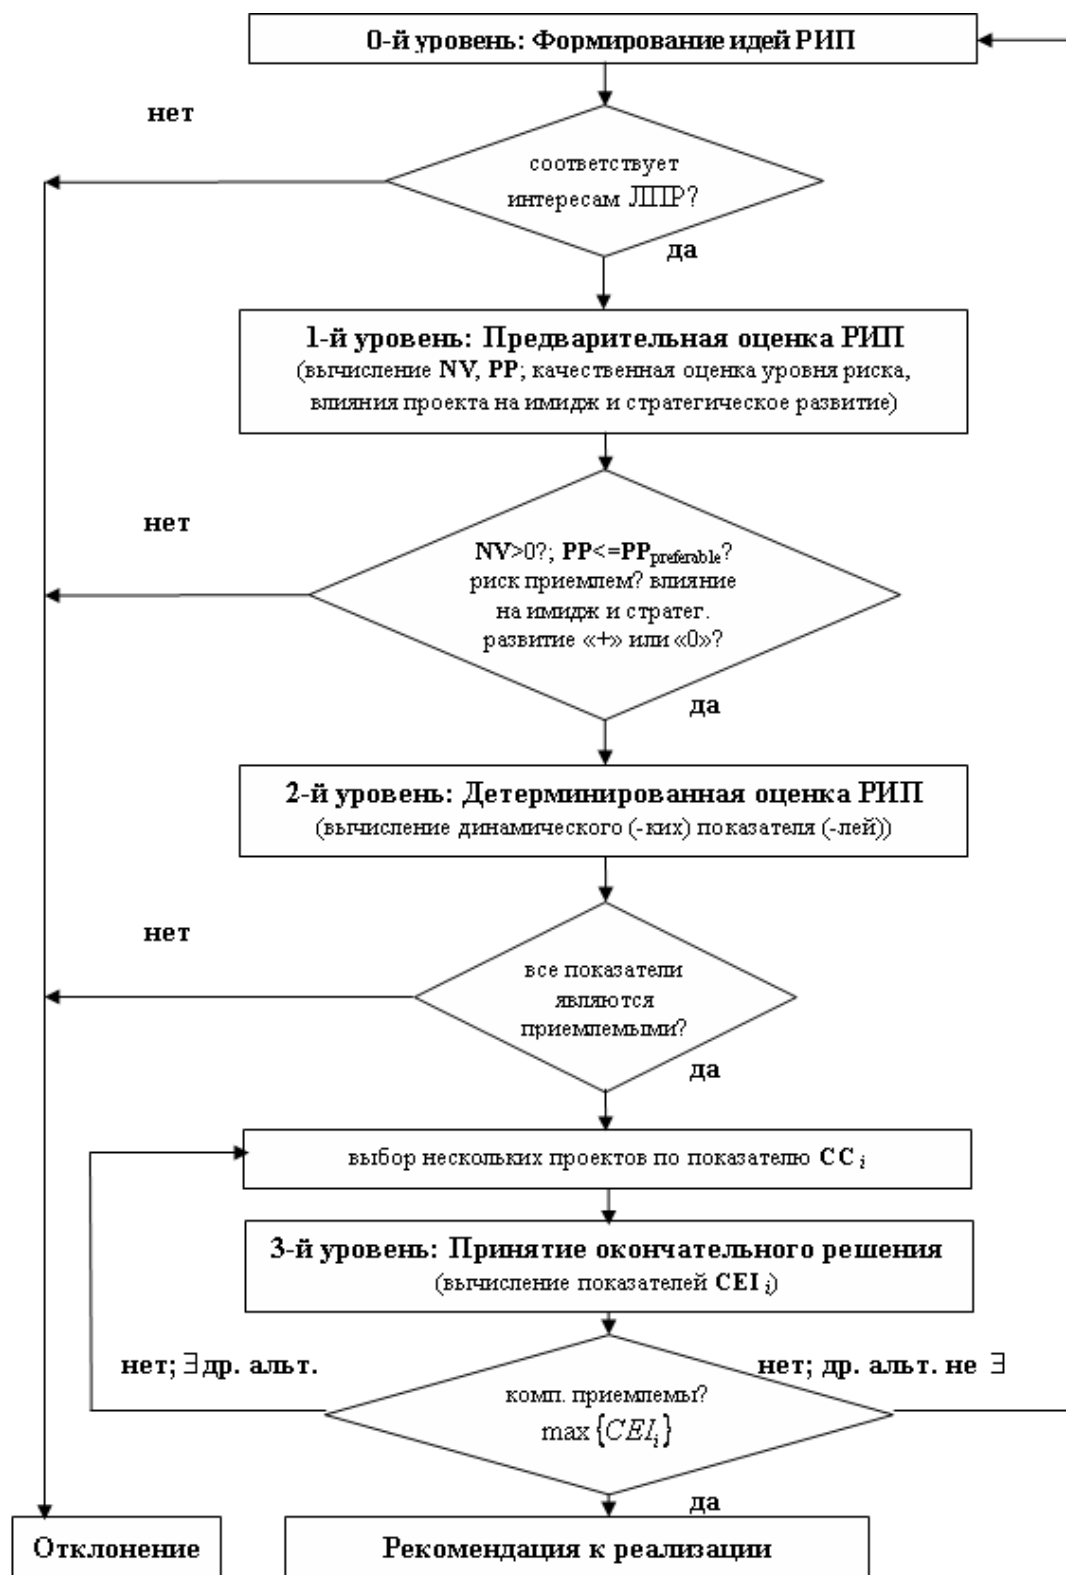 0-й уровень: Формирование идей РИП
нет
соответствует
интересам ЛПР?
да
1-й уровень: Предварительная оценка РИП
(вычисление NV, PP; качественная оценка уровня риска,
влияния проекта на имидж и стратегическое развитие)
нет
NV>0?; PP<=PPpreferable?
риск приемлем? влияние
на имидж и стратег.
развитие «+» или «0»?
да
2-й уровень: Детерминированная оценка РИП
(вычисление динамического (-ких) показателя (-лей))
нет
все показатели
являются
приемлемыми?
да
выбор нескольких проектов по показателю CC i
3-й уровень: Принятие окончательного решения
(вычисление показателей CEI i)
нет; ∃ др. альт.
нет; др. альт. не ∃
комп. приемлемы?
max {CEIi}
да
Отклонение
Рекомендация к реализации